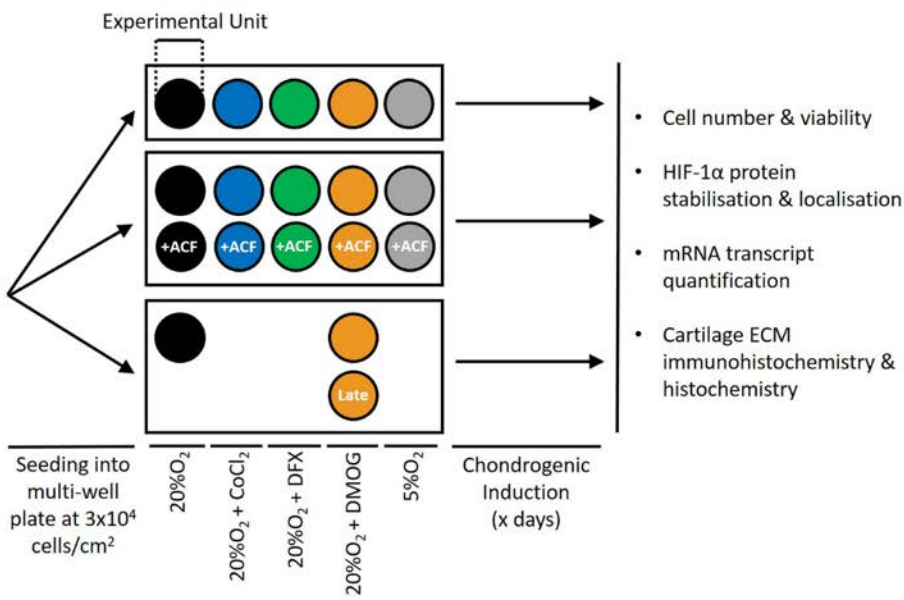 Experimental Unit
+ACF
+ACF
+ACF
+ACF
+ACF
Late
Seeding into
multi-well
plate at 3x10⁴
cells/cm²
20%O₂
20%O₂ + CoCl₂
20%O₂ + DFX
20%O₂ + DMOG
5%O₂
Chondrogenic
Induction
(x days)
• Cell number & viability
• HIF-1α protein
stabilisation & localisation
• mRNA transcript
quantification
• Cartilage ECM
immunohistochemistry &
histochemistry